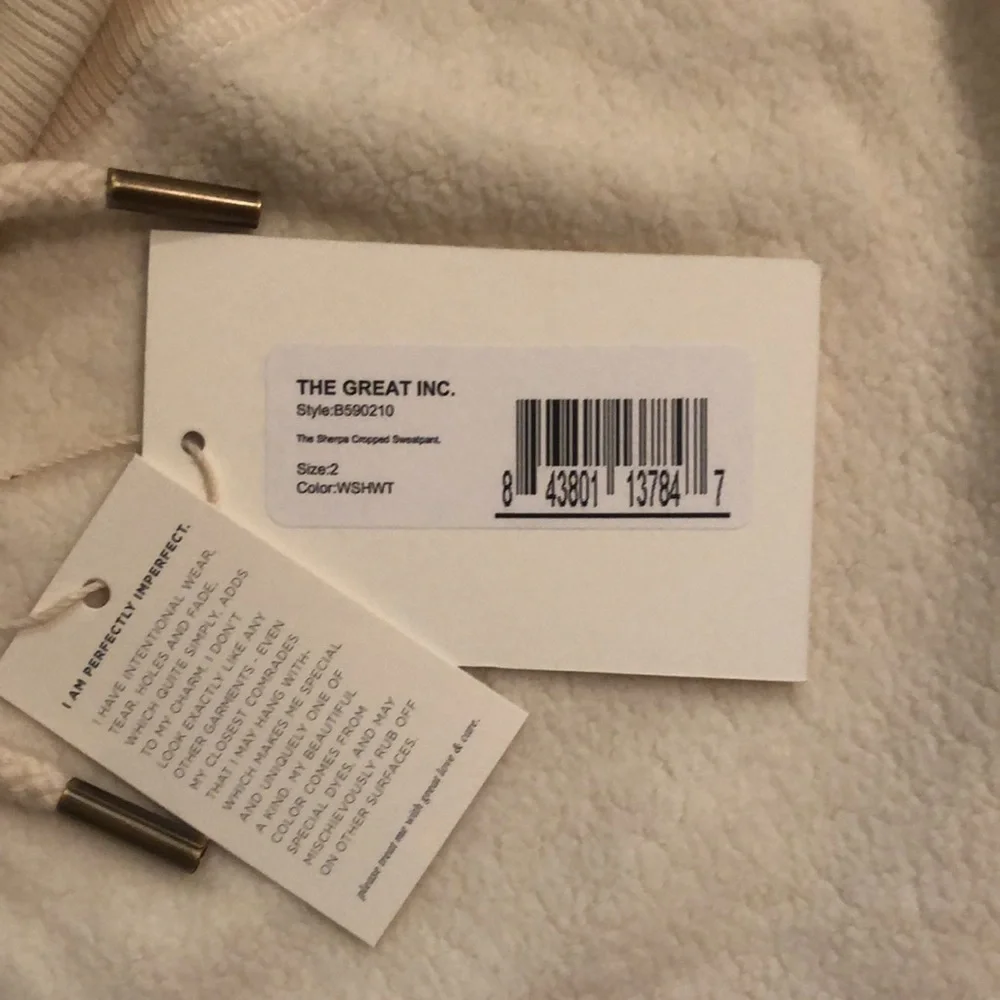 THE GREAT INC.
Style:B590210
The Sherpa Cropped Sweatpant.
Size:2
Color:WSHWT
8 43801 13784 7
I AM PERFECTLY IMPERFECT.
I HAVE INTENTIONAL WEAR,
TEAR, HOLES AND FADE,
WHICH QUITE SIMPLY, ADDS
TO MY CHARM. I DON'T
LOOK EXACTLY LIKE ANY
OTHER GARMENTS - EVEN
MY CLOSEST COMRADES
THAT I MAY HANG WITH-
WHICH MAKES ME SPECIAL
AND UNIQUELY ONE OF
A KIND. MY BEAUTIFUL
COLOR COMES FROM
SPECIAL DYES, AND MAY
MISCHIEVOUSLY RUB OFF
ON OTHER SURFACES.
please treat me with great love & care.